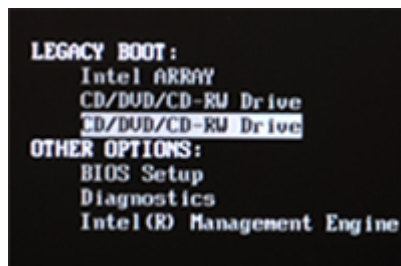 LEGACY BOOT:
Intel ARRAY
CD/DVD/CD-RW Drive
CD/DVD/CD-RW Drive
OTHER OPTIONS:
BIOS Setup
Diagnostics
Intel(R) Management Engine